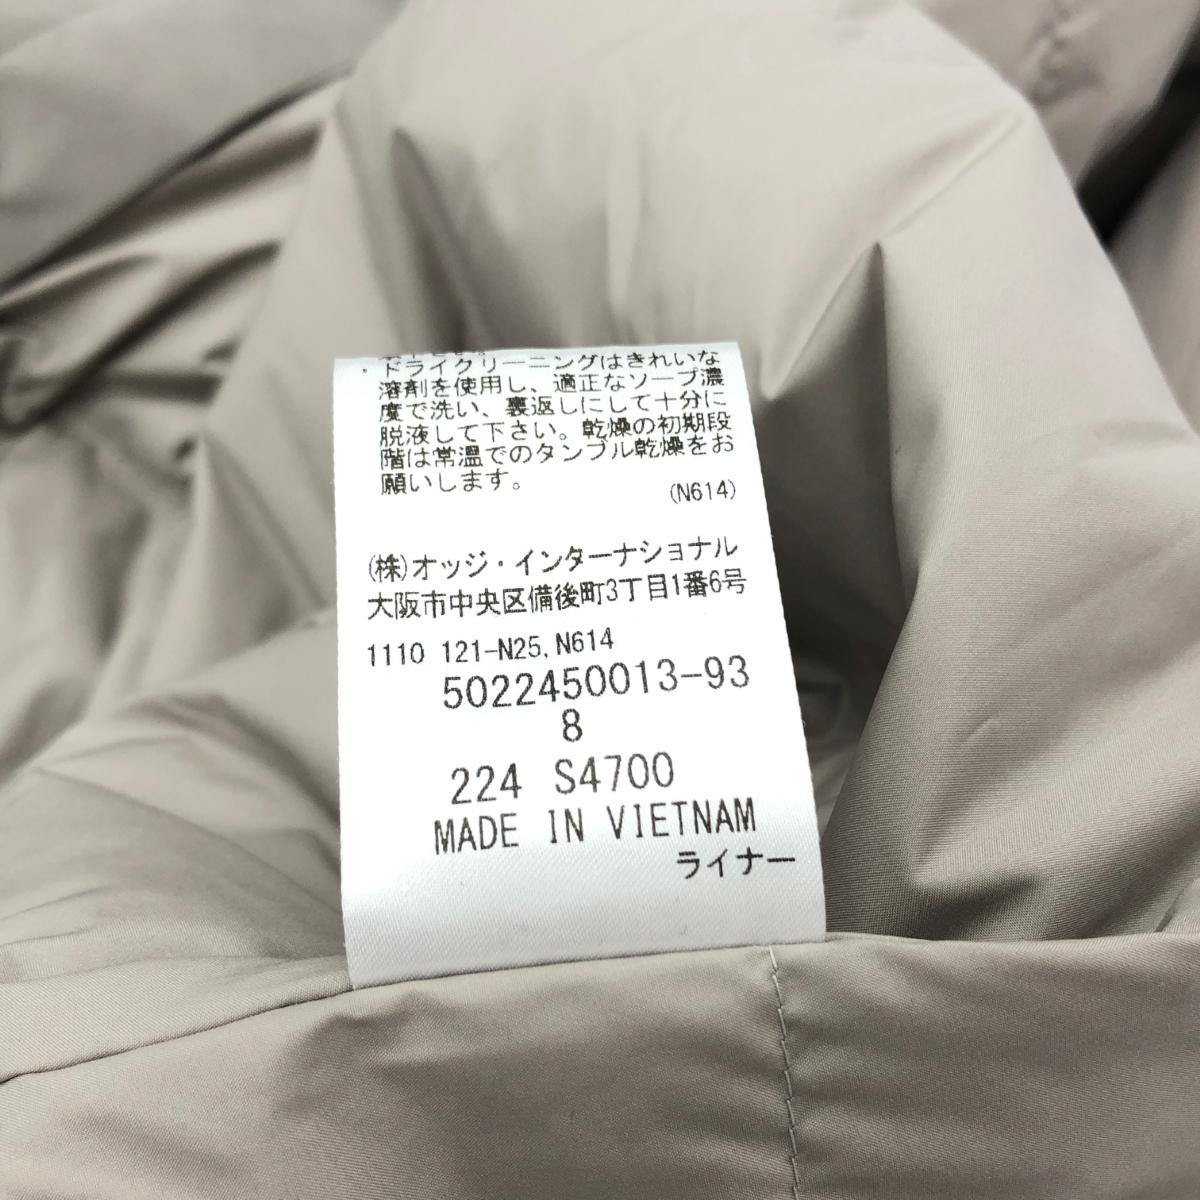 ・ドライクリーニングはきれいな
溶剤を使用し、適正なソープ濃
度で洗い、裏返しにして十分に
脱液して下さい。乾燥の初期段
階は常温でのタンブル乾燥をお
願いします。
(N614)
(株)オッジ・インターナショナル
大阪市中央区備後町3丁目1番6号
1110 121-N25,N614
5022450013-93
8
224 S4700
MADE IN VIETNAM
ライナー